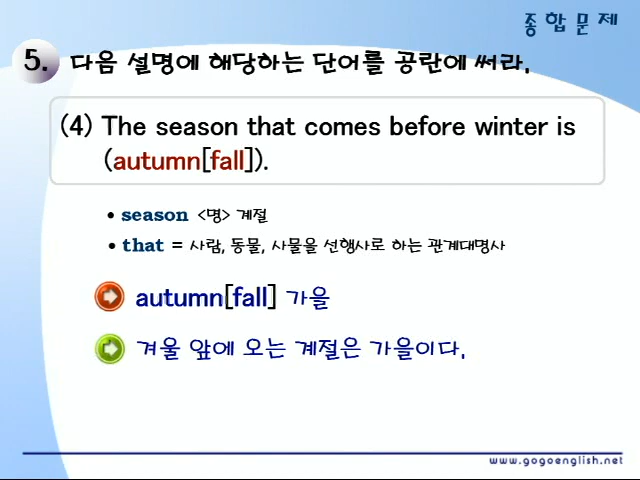 종합문제
5. 다음 설명에 해당하는 단어를 공란에 써라.
(4) The season that comes before winter is
(autumn[fall]).
• season <명> 계절
• that = 사람, 동물, 사물을 선행사로 하는 관계대명사
autumn[fall] 가을
겨울 앞에 오는 계절은 가을이다.
www.gogoenglish.net